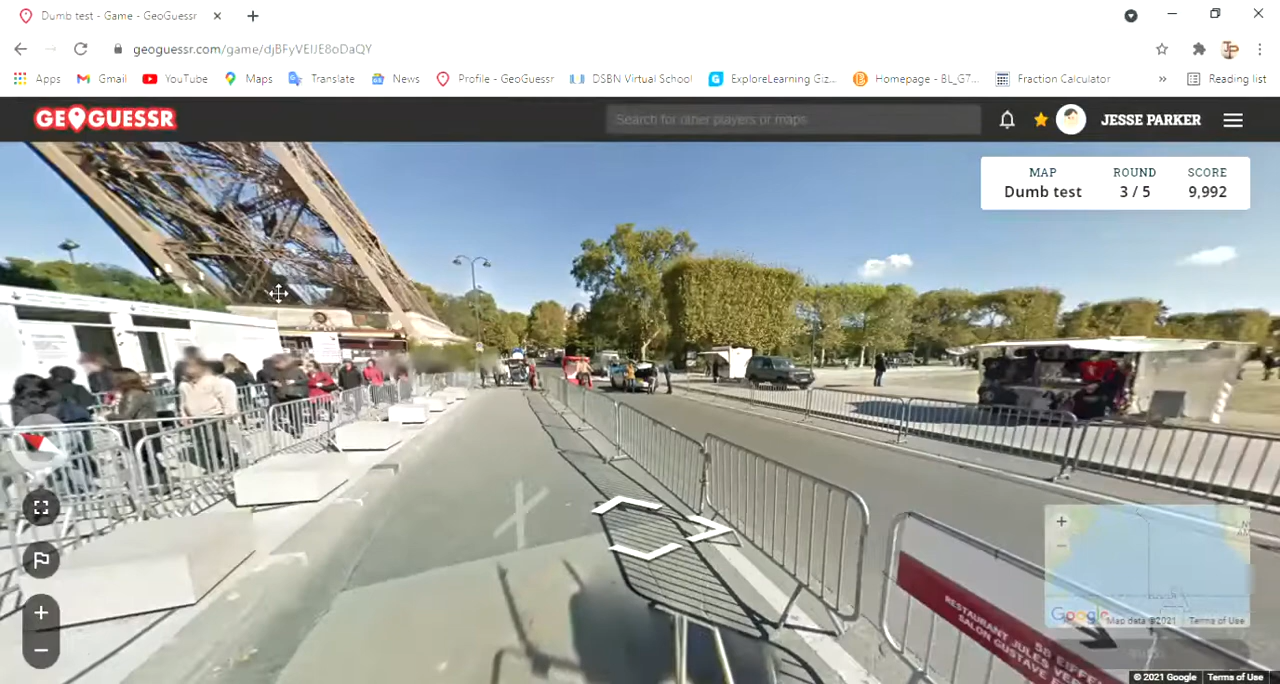 Dumb test - Game - GeoGuessr
geoguessr.com/game/djBFyVEIJE8oDaQY
Apps Gmail YouTube Maps Translate News Profile - GeoGuessr DSBN Virtual School ExploreLearning Giz... Homepage - BL_G7... Fraction Calculator » Reading list
GEOGUESSR
Search for other players or maps
JESSE PARKER
MAP ROUND SCORE
Dumb test 3 / 5 9,992
RESTAURANT JULES
SALON GUSTAVE
Google Map data ©2021 Terms of Use
© 2021 Google Terms of Use